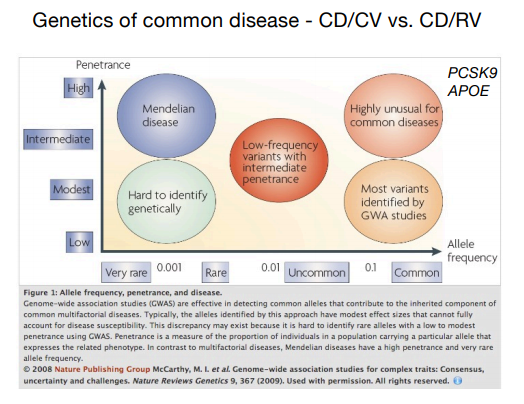 Genetics of common disease - CD/CV vs. CD/RV
Penetrance
PCSK9
APOE
High
Intermediate
Modest
Low
Mendelian
disease
Highly unusual for
common diseases
Low-frequency
variants with
intermediate
penetrance
Hard to identify
genetically
Most variants
identified by
GWA studies
Allele
frequency
Very rare 0.001 Rare 0.01 Uncommon 0.1 Common
Figure 1: Allele frequency, penetrance, and disease.
Genome-wide association studies (GWAS) are effective in detecting common alleles that contribute to the inherited component of
common multifactorial diseases. Typically, the alleles identified by this approach have modest effect sizes that cannot fully
account for disease susceptibility. This discrepancy may exist because it is hard to identify rare alleles with a low to modest
penetrance using GWAS. Penetrance is a measure of the proportion of individuals in a population carrying a particular allele that
expresses the related phenotype. In contrast to multifactorial diseases, Mendelian diseases have a high penetrance and very rare
allele frequency.
© 2008 Nature Publishing Group McCarthy, M. I. et al. Genome-wide association studies for complex traits: Consensus,
uncertainty and challenges. Nature Reviews Genetics 9, 367 (2009). Used with permission. All rights reserved.